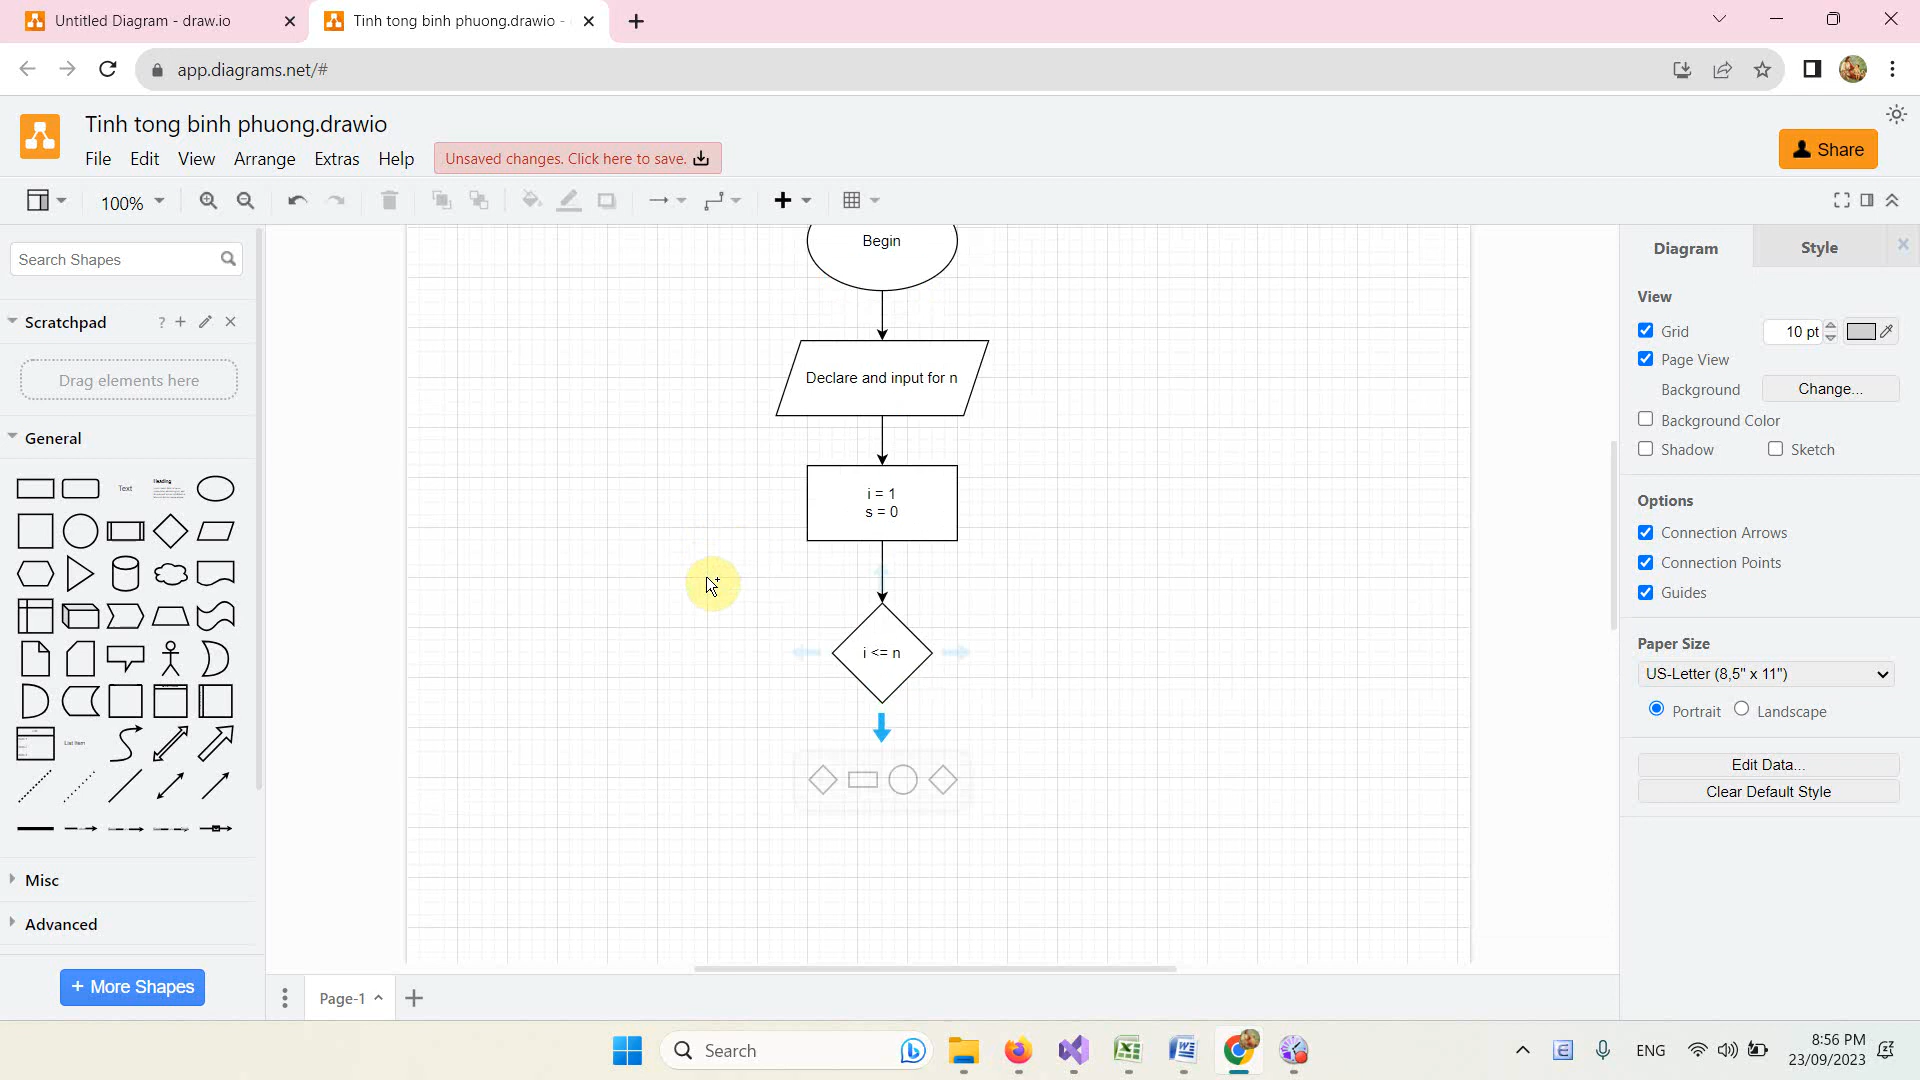 Untitled Diagram - draw.io
Tinh tong binh phuong.drawio -
app.diagrams.net/#
Tinh tong binh phuong.drawio
File Edit View Arrange Extras Help
Unsaved changes. Click here to save.
Share
100%
Search Shapes
Scratchpad
?
Drag elements here
General
Text
Heading
List Item
Misc
Advanced
+ More Shapes
Begin
Declare and input for n
i = 1
s = 0
i <= n
Page-1
Diagram
Style
View
Grid
10 pt
Page View
Background
Change...
Background Color
Shadow
Sketch
Options
Connection Arrows
Connection Points
Guides
Paper Size
US-Letter (8,5" x 11")
Portrait
Landscape
Edit Data...
Clear Default Style
Search
ENG
8:56 PM
23/09/2023